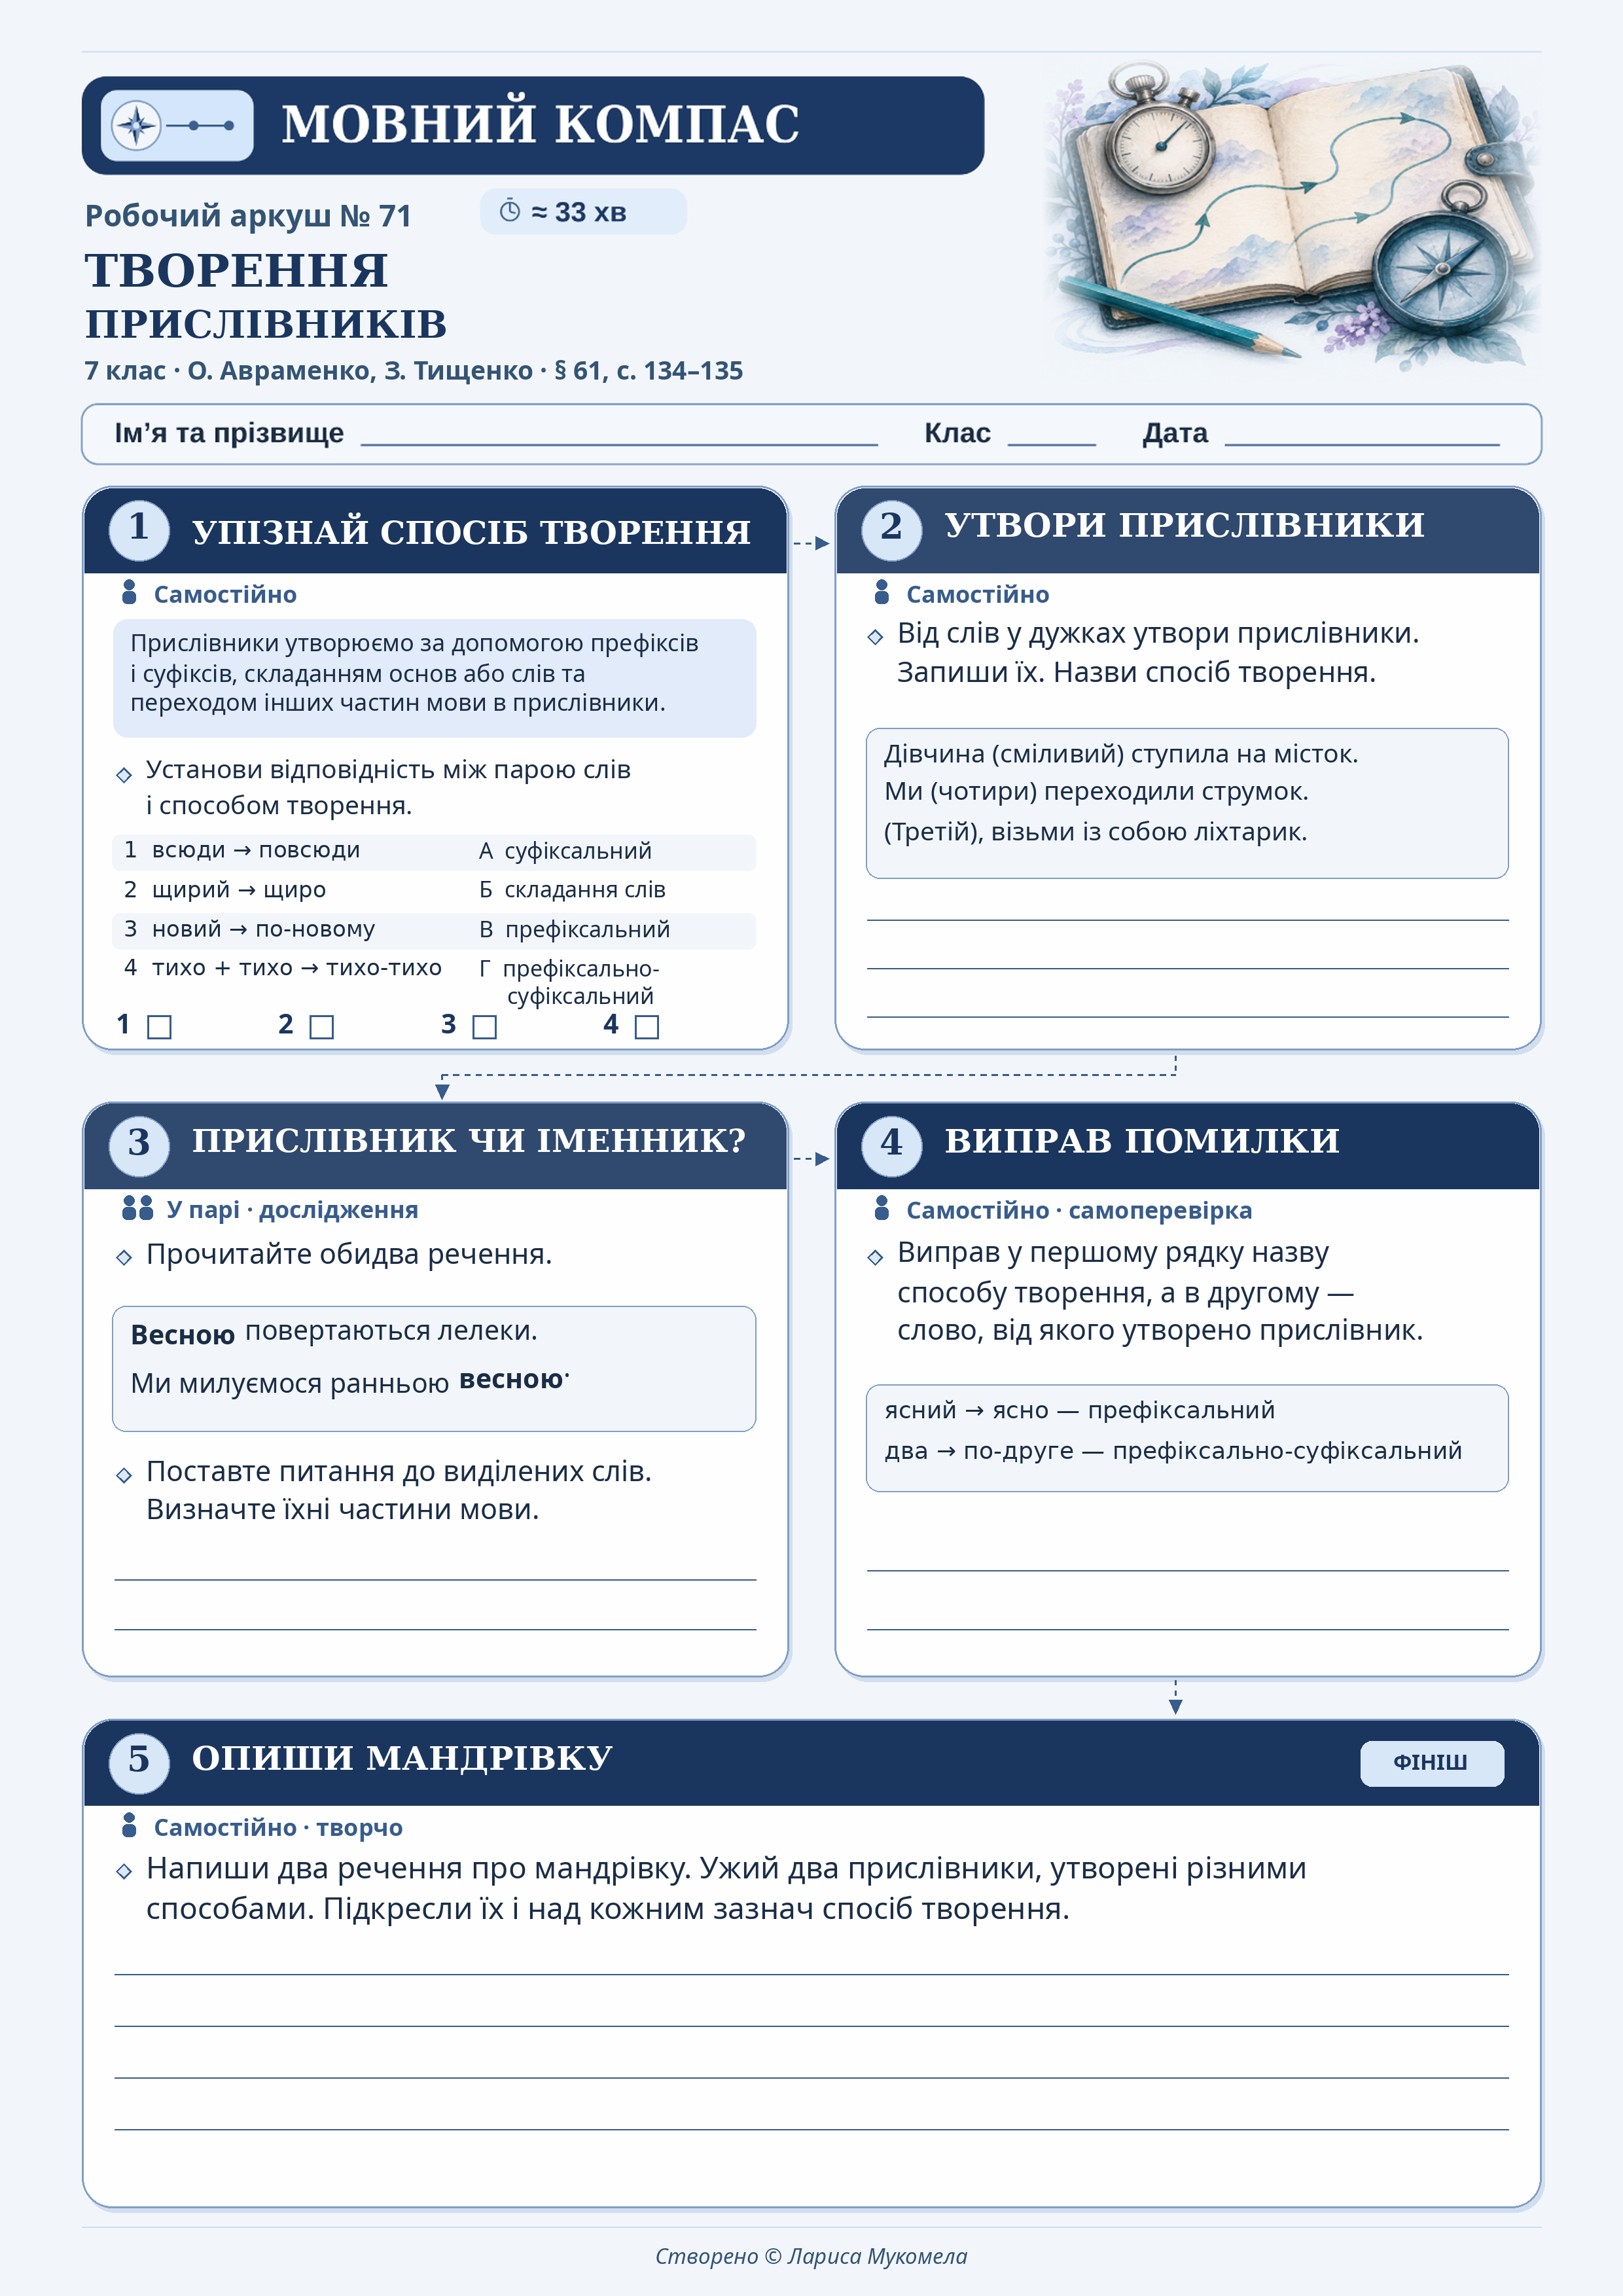 МОВНИЙ КОМПАС
Робочий аркуш № 71
≈ 33 хв
ТВОРЕННЯ
ПРИСЛІВНИКІВ
7 клас · О. Авраменко, З. Тищенко · § 61, с. 134–135
Ім’я та прізвище Клас Дата
1 УПІЗНАЙ СПОСІБ ТВОРЕННЯ
Самостійно
Прислівники утворюємо за допомогою префіксів
і суфіксів, складанням основ або слів та
переходом інших частин мови в прислівники.
Установи відповідність між парою слів
і способом творення.
1 всюди → повсюди А суфіксальний
2 щирий → щиро Б складання слів
3 новий → по-новому В префіксальний
4 тихо + тихо → тихо-тихо Г префіксально-
суфіксальний
1 2 3 4
2 УТВОРИ ПРИСЛІВНИКИ
Самостійно
Від слів у дужках утвори прислівники.
Запиши їх. Назви спосіб творення.
Дівчина (сміливий) ступила на місток.
Ми (чотири) переходили струмок.
(Третій), візьми із собою ліхтарик.
3 ПРИСЛІВНИК ЧИ ІМЕННИК?
У парі · дослідження
Прочитайте обидва речення.
Весною повертаються лелеки.
Ми милуємося ранньою весною.
Поставте питання до виділених слів.
Визначте їхні частини мови.
4 ВИПРАВ ПОМИЛКИ
Самостійно · самоперевірка
Виправ у першому рядку назву
способу творення, а в другому —
слово, від якого утворено прислівник.
ясний → ясно — префіксальний
два → по-друге — префіксально-суфіксальний
5 ОПИШИ МАНДРІВКУ
ФІНІШ
Самостійно · творчо
Напиши два речення про мандрівку. Ужий два прислівники, утворені різними
способами. Підкресли їх і над кожним зазнач спосіб творення.
Створено © Лариса Мукомела